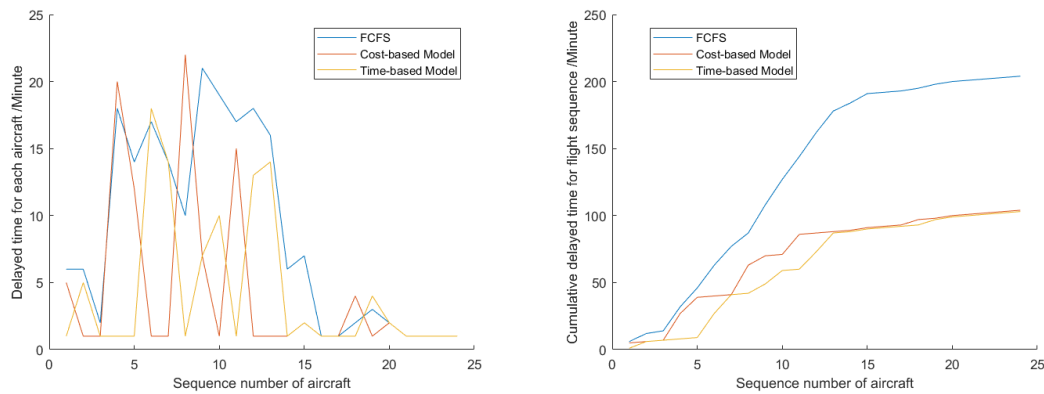 Delayed time for each aircraft /Minute
25
20
15
10
5
0
0
5
10
15
20
25
Sequence number of aircraft
FCFS
Cost-based Model
Time-based Model
Cumulative delayed time for flight sequence /Minute
250
200
150
100
50
0
0
5
10
15
20
25
Sequence number of aircraft
FCFS
Cost-based Model
Time-based Model